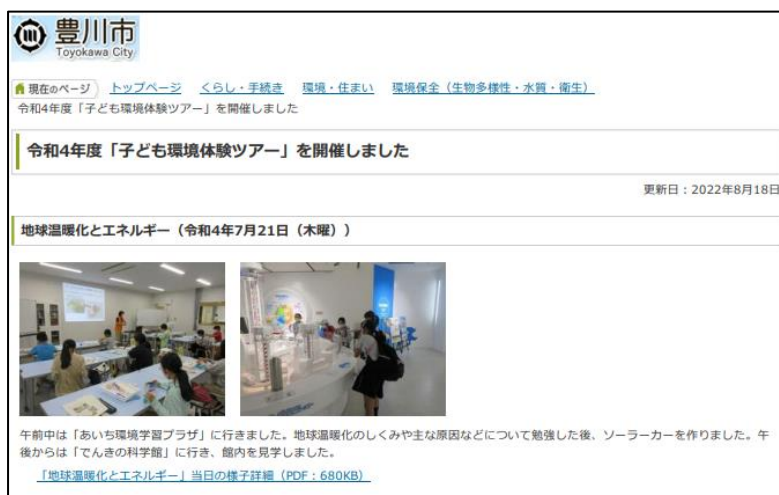 豊川市
Toyokawa City
現在のページ トップページ くらし・手続き 環境・住まい 環境保全（生物多様性・水質・衛生）
令和4年度「子ども環境体験ツアー」を開催しました
令和4年度「子ども環境体験ツアー」を開催しました
更新日：2022年8月18日
地球温暖化とエネルギー（令和4年7月21日（木曜））
午前中は「あいち環境学習プラザ」に行きました。地球温暖化のしくみや主な原因などについて勉強した後、ソーラーカーを作りました。午
後からは「でんきの科学館」に行き、館内を見学しました。
「地球温暖化とエネルギー」当日の様子詳細（PDF：680KB）